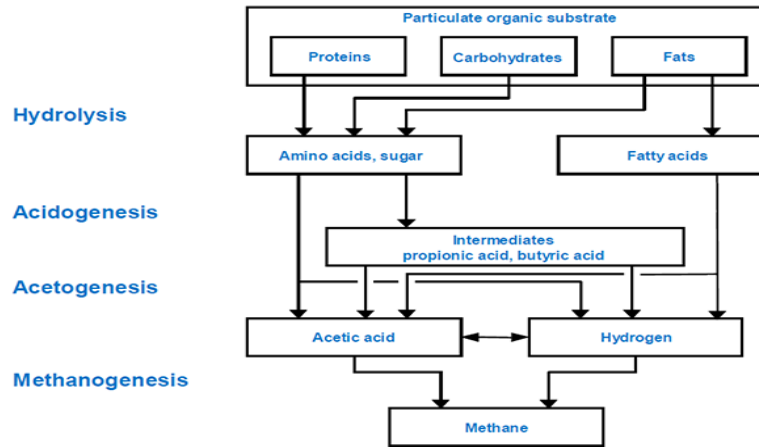 Particulate organic substrate
Proteins
Carbohydrates
Fats
Hydrolysis
Amino acids, sugar
Fatty acids
Acidogenesis
Intermediates
propionic acid, butyric acid
Acetogenesis
Acetic acid
Hydrogen
Methanogenesis
Methane